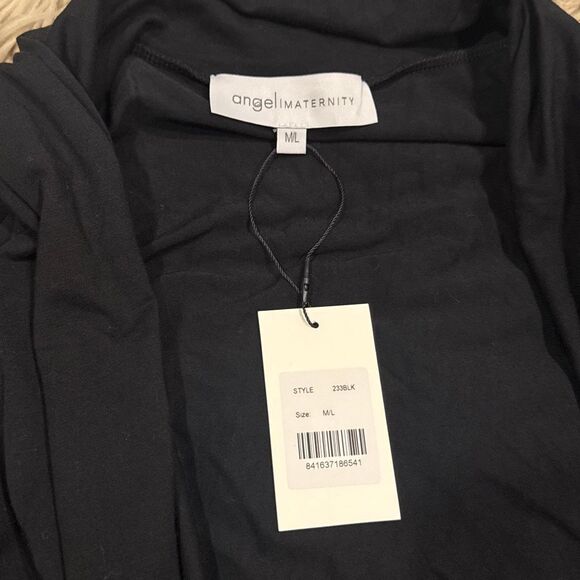 angel MATERNITY
M/L
STYLE 233BLK
Size: M/L
841637186541